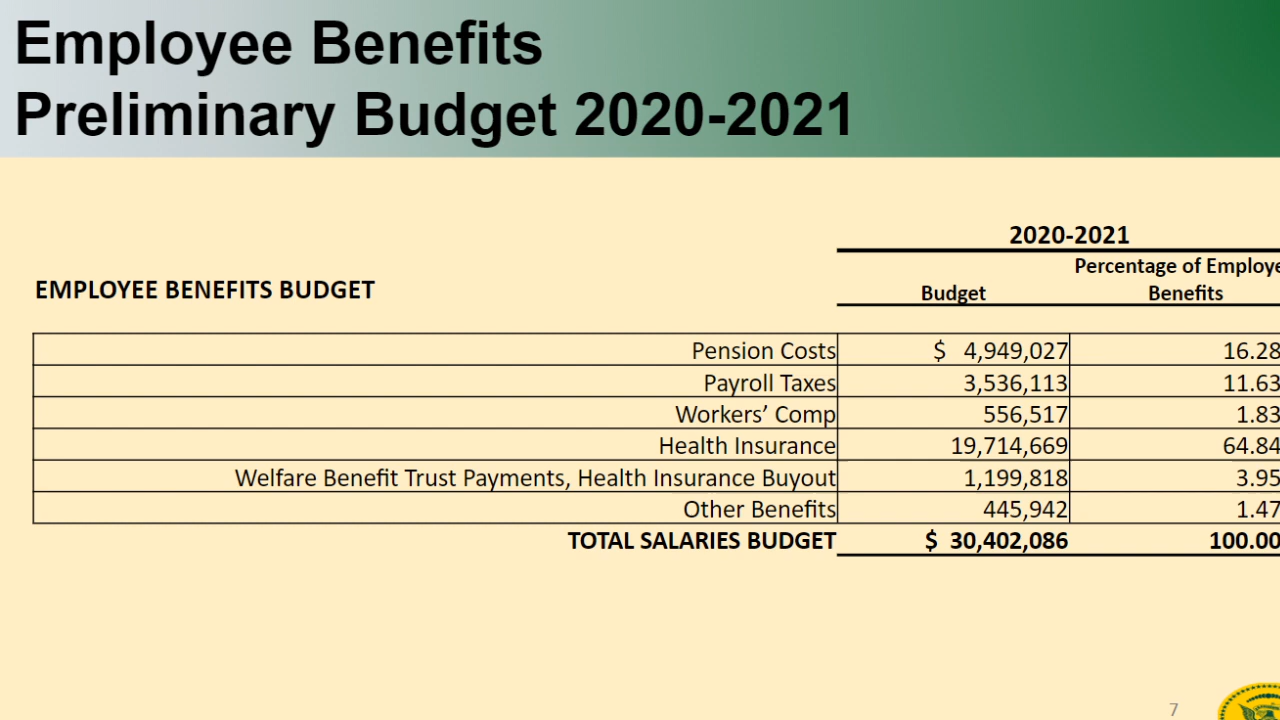 Employee Benefits
Preliminary Budget 2020-2021
2020-2021
EMPLOYEE BENEFITS BUDGET
Budget
Percentage of Employe
Benefits
Pension Costs $ 4,949,027 16.28
Payroll Taxes 3,536,113 11.63
Workers’ Comp 556,517 1.83
Health Insurance 19,714,669 64.84
Welfare Benefit Trust Payments, Health Insurance Buyout 1,199,818 3.95
Other Benefits 445,942 1.47
TOTAL SALARIES BUDGET $ 30,402,086 100.00
7